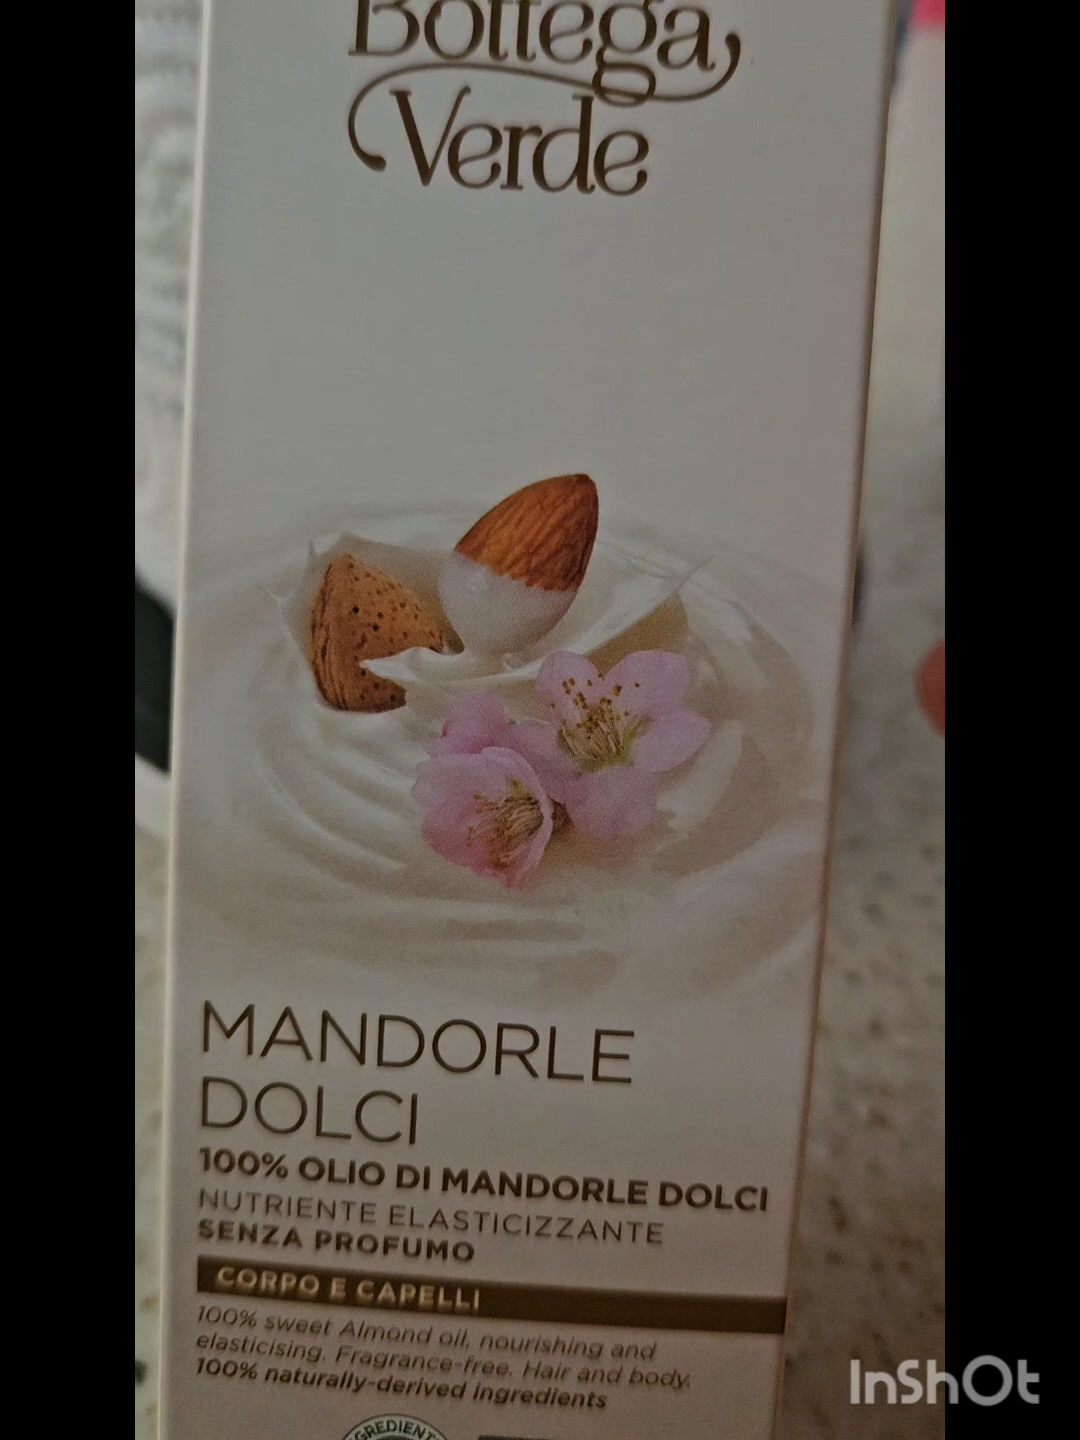 Bottega
Verde
MANDORLE
DOLCI
100% OLIO DI MANDORLE DOLCI
NUTRIENTE ELASTICIZZANTE
SENZA PROFUMO
CORPO E CAPELLI
100% sweet Almond oil, nourishing and
elasticising. Fragrance-free. Hair and body.
100% naturally-derived ingredients
InShOt